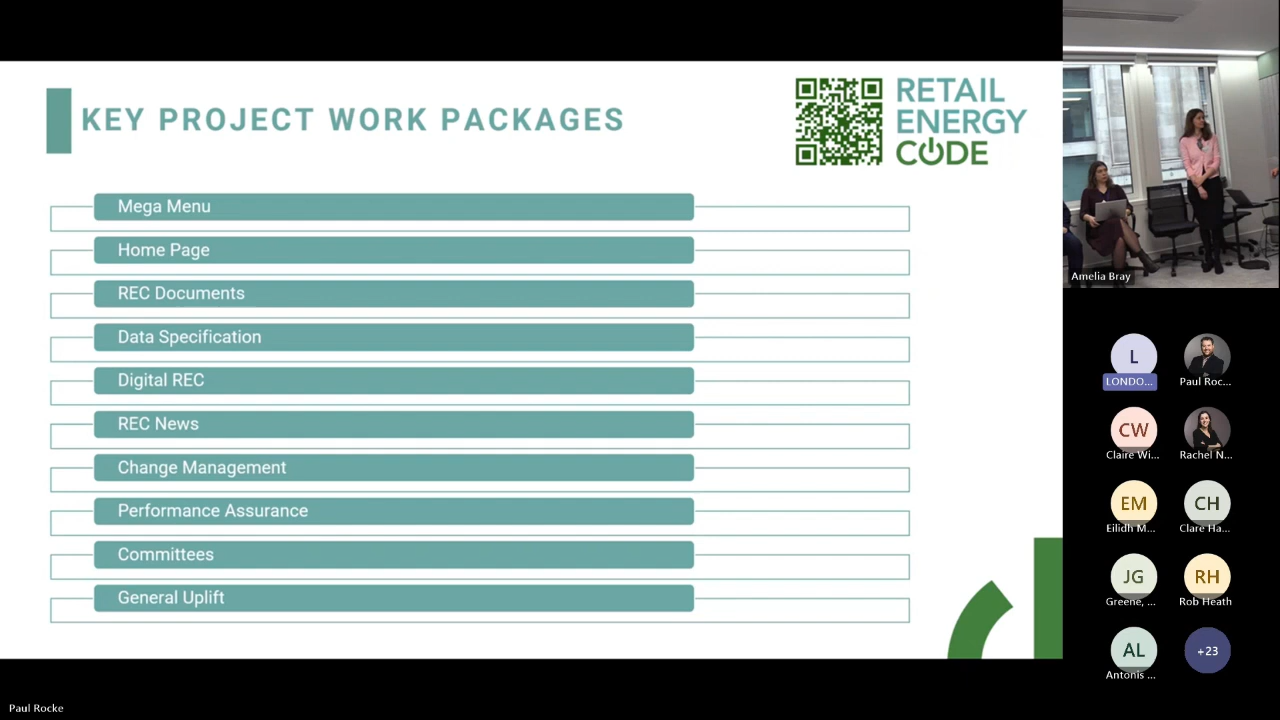 KEY PROJECT WORK PACKAGES
RETAIL
ENERGY
CODE
Mega Menu
Home Page
REC Documents
Data Specification
Digital REC
REC News
Change Management
Performance Assurance
Committees
General Uplift
Amelia Bray
L
LONDO...
Paul Roc...
CW
Claire Wi...
Rachel N...
EM
Eilidh M...
CH
Clare Ha...
JG
Greene, ...
RH
Rob Heath
AL
Antonis ...
+23
Paul Rocke